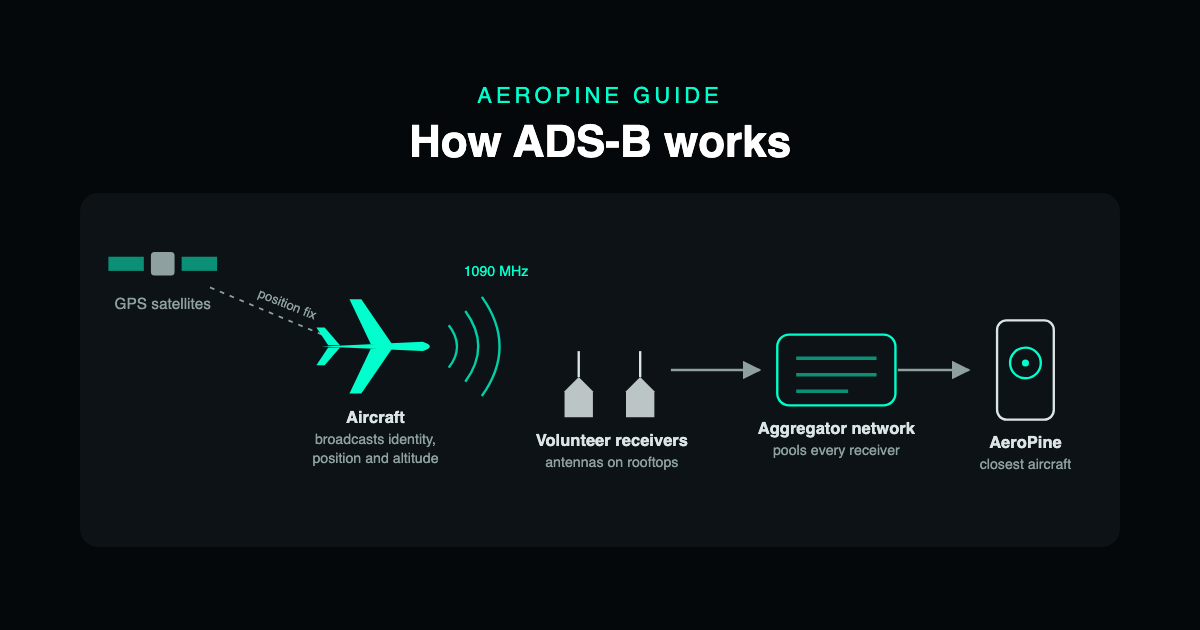 AEROPINE GUIDE
How ADS-B works
GPS satellites
position fix
1090 MHz
Aircraft
broadcasts identity,
position and altitude
Volunteer receivers
antennas on rooftops
Aggregator network
pools every receiver
AeroPine
closest aircraft